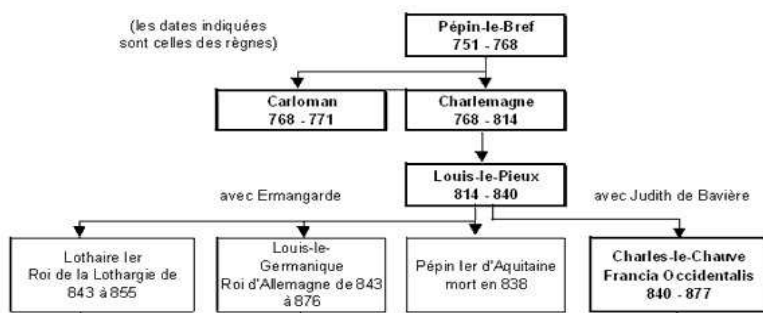 (les dates indiquées
sont celles des règnes)
Pépin-le-Bref
751 - 768
Carloman
768 - 771
Charlemagne
768 - 814
Louis-le-Pieux
814 - 840
avec Ermangarde
avec Judith de Bavière
Lothaire Ier
Roi de la Lothargie de
843 à 855
Louis-le-
Germanique
Roi d'Allemagne de 843
à 876
Pépin Ier d'Aquitaine
mort en 838
Charles-le-Chauve
Francia Occidentalis
840 - 877